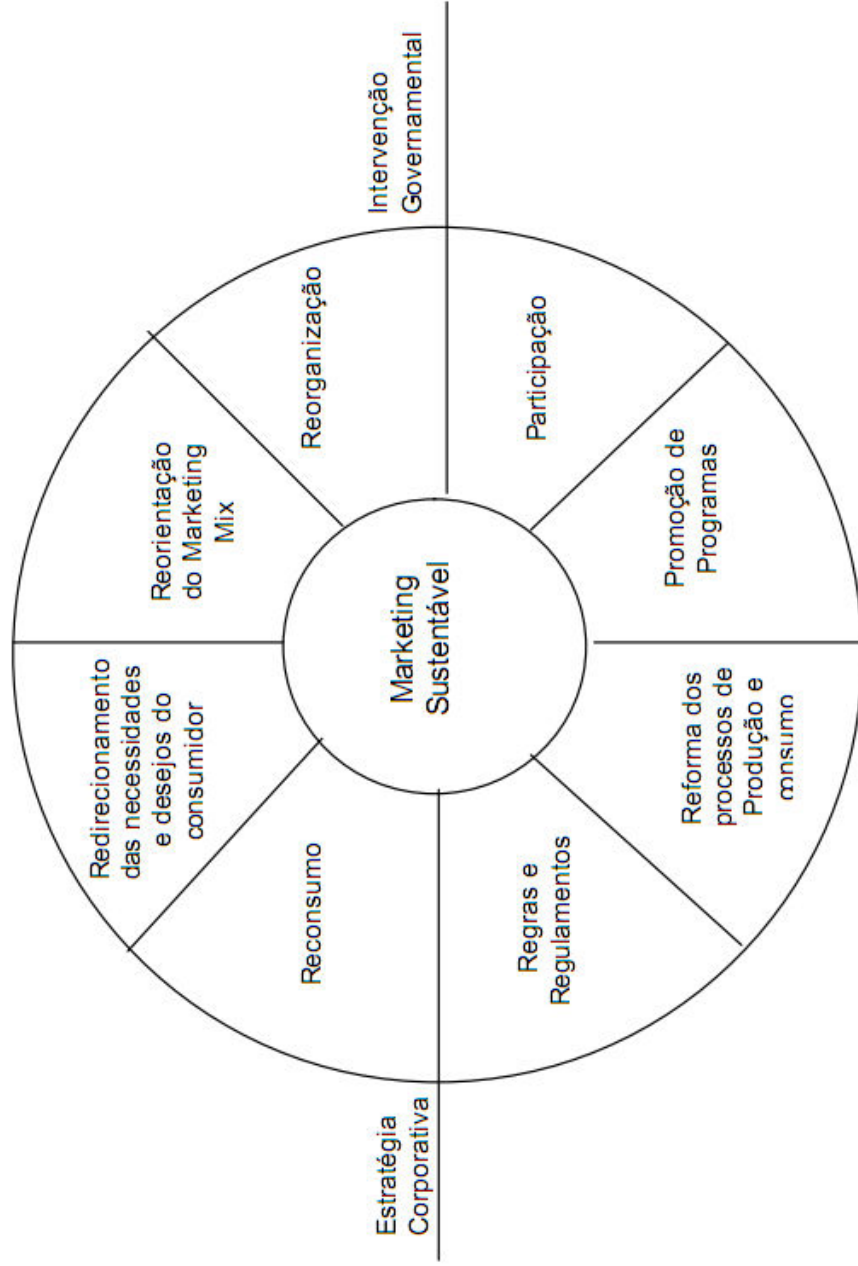 Redirecionamento
das necessidades
e desejos do
consumidor
Reorientação
do Marketing
Mix
Reconsumo
Reorganização
Estratégia
Corporativa
Intervenção
Governamental
Marketing
Sustentável
Regras e
Regulamentos
Participação
Reforma dos
processos de
Produção e
consumo
Promoção de
Programas